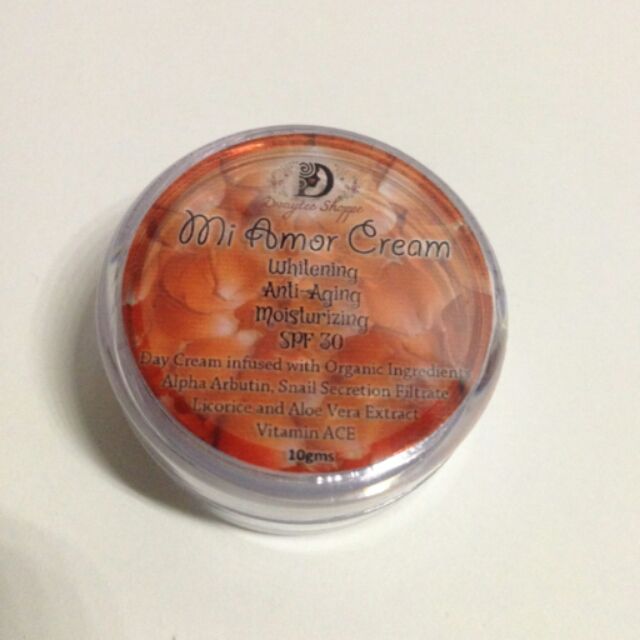 D
Shoppe
Mi Amor Cream
Whitening
Anti-Aging
Moisturizing
SPF 30
Day Cream infused with Organic Ingredients
Alpha Arbutin, Snail Secretion Filtrate
Licorice and Aloe Vera Extract
Vitamin ACE
10gms